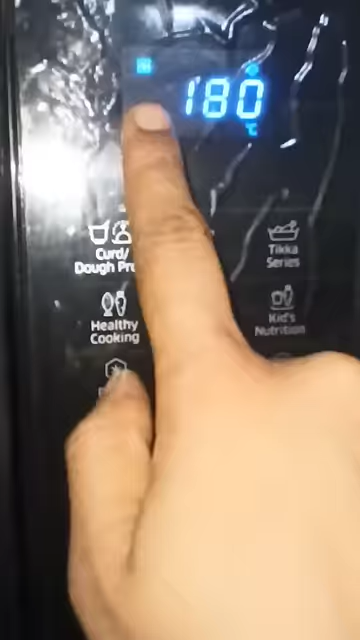 180
°C
Curd/
Dough Pr
Tikka
Series
Healthy
Cooking
Kid's
Nutrition